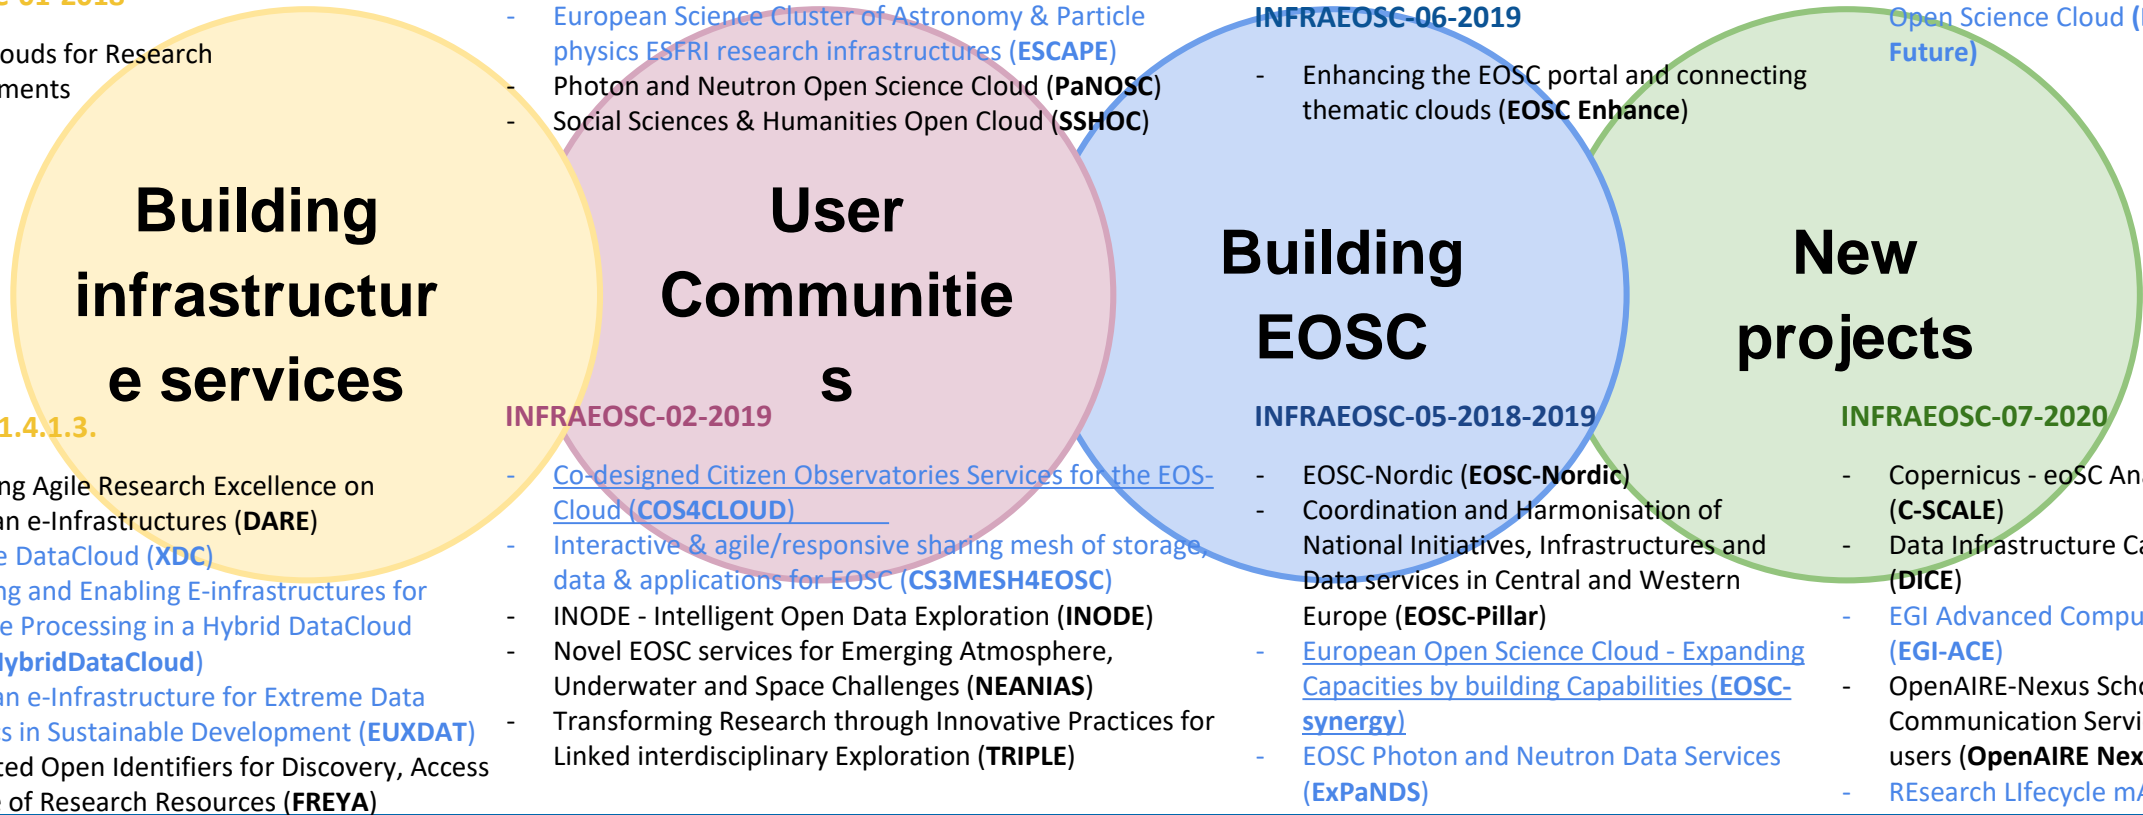 01-2018
ouds for Research
ments
Building
infrastructur
e services
1.4.1.3.
ng Agile Research Excellence on
an e-Infrastructures (DARE)
e DataCloud (XDC)
ng and Enabling E-infrastructures for
e Processing in a Hybrid DataCloud
HybridDataCloud)
an e-Infrastructure for Extreme Data
s in Sustainable Development (EUXDAT)
ted Open Identifiers for Discovery, Access
e of Research Resources (FREYA)
- European Science Cluster of Astronomy & Particle
physics ESFRI research infrastructures (ESCAPE)
- Photon and Neutron Open Science Cloud (PaNOSC)
- Social Sciences & Humanities Open Cloud (SSHOC)
User
Communitie
s
INFRAEOSC-02-2019
- Co-designed Citizen Observatories Services for the EOS-
Cloud (COS4CLOUD)
- Interactive & agile/responsive sharing mesh of storage,
data & applications for EOSC (CS3MESH4EOSC)
- INODE - Intelligent Open Data Exploration (INODE)
- Novel EOSC services for Emerging Atmosphere,
Underwater and Space Challenges (NEANIAS)
- Transforming Research through Innovative Practices for
Linked interdisciplinary Exploration (TRIPLE)
INFRAEOSC-06-2019
- Enhancing the EOSC portal and connecting
thematic clouds (EOSC Enhance)
Building
EOSC
INFRAEOSC-05-2018-2019
- EOSC-Nordic (EOSC-Nordic)
- Coordination and Harmonisation of
National Initiatives, Infrastructures and
Data services in Central and Western
Europe (EOSC-Pillar)
- European Open Science Cloud - Expanding
Capacities by building Capabilities (EOSC-
synergy)
- EOSC Photon and Neutron Data Services
(ExPaNDS)
Open Science Cloud (
Future)
New
projects
INFRAEOSC-07-2020
- Copernicus - eoSC Ana
(C-SCALE)
- Data Infrastructure Ca
(DICE)
- EGI Advanced Compu
(EGI-ACE)
- OpenAIRE-Nexus Scho
Communication Servi
users (OpenAIRE Nex
- REsearch LIfecycle mA